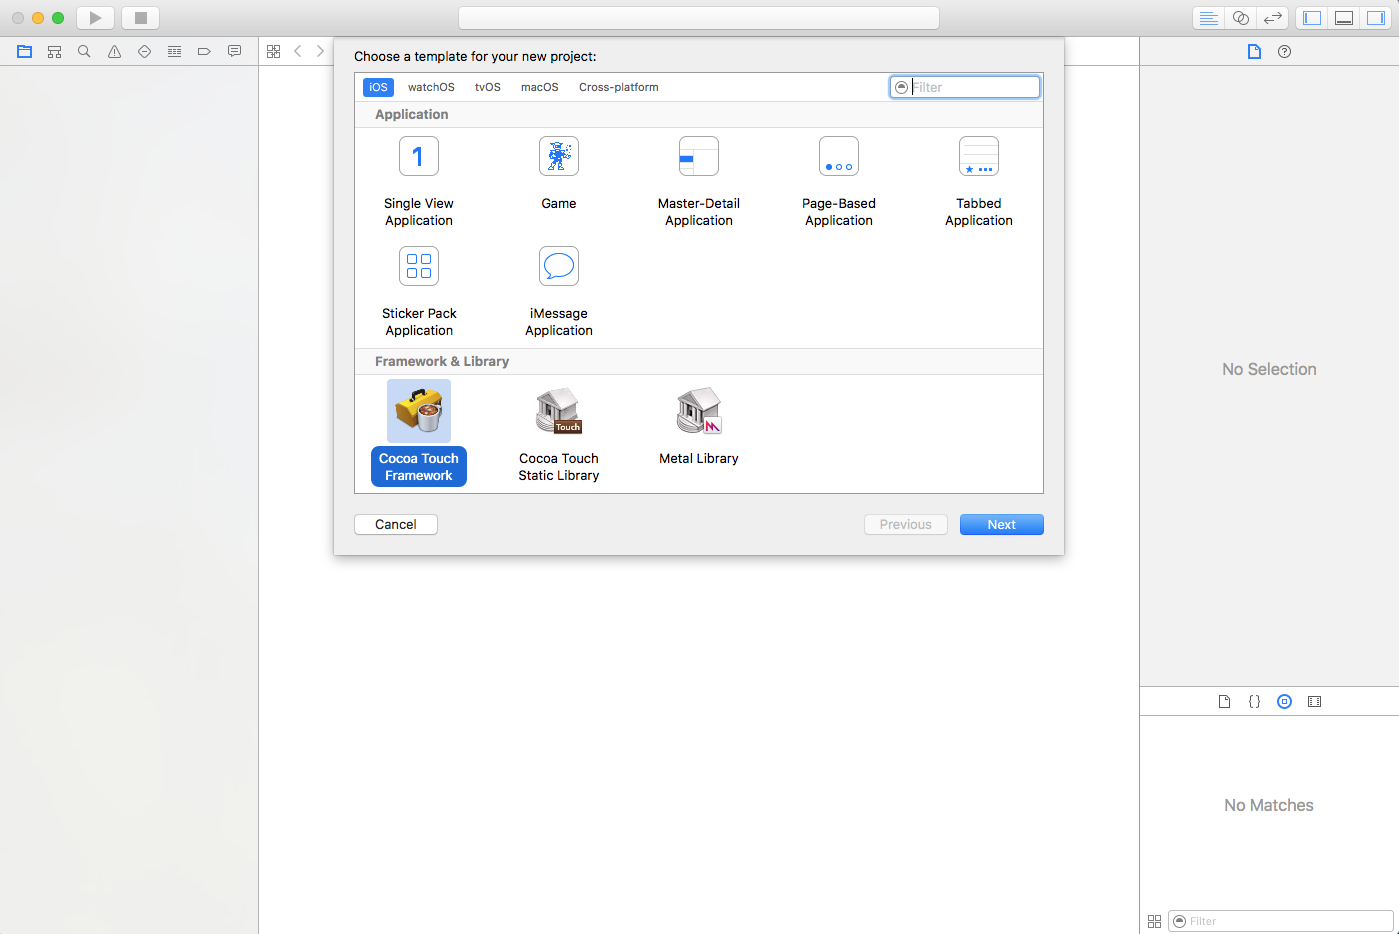 Choose a template for your new project:
iOS watchOS tvOS macOS Cross-platform Filter
Application
1
Single View Application
Game
Master-Detail Application
Page-Based Application
Tabbed Application
Sticker Pack Application
iMessage Application
Framework & Library
Touch
Cocoa Touch Framework
Cocoa Touch Static Library
Metal Library
Cancel Previous Next
No Selection
{ }
No Matches
Filter